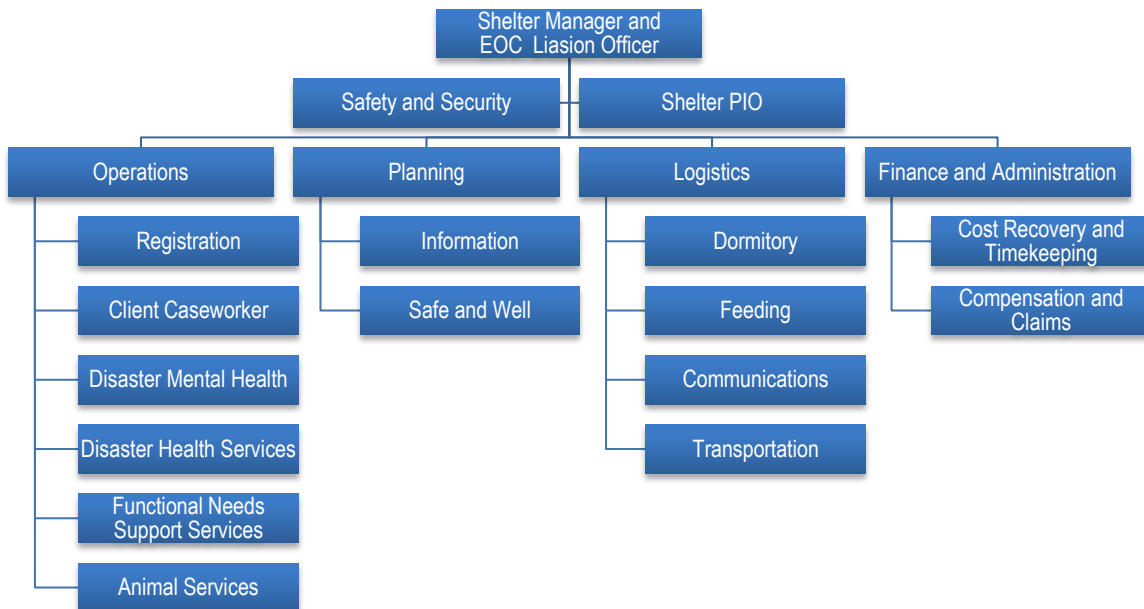 Shelter Manager and
EOC Liasion Officer
Safety and Security
Shelter PIO
Operations
Planning
Logistics
Finance and Administration
Registration
Information
Dormitory
Cost Recovery and
Timekeeping
Client Caseworker
Safe and Well
Feeding
Compensation and
Claims
Disaster Mental Health
Communications
Disaster Health Services
Transportation
Functional Needs
Support Services
Animal Services